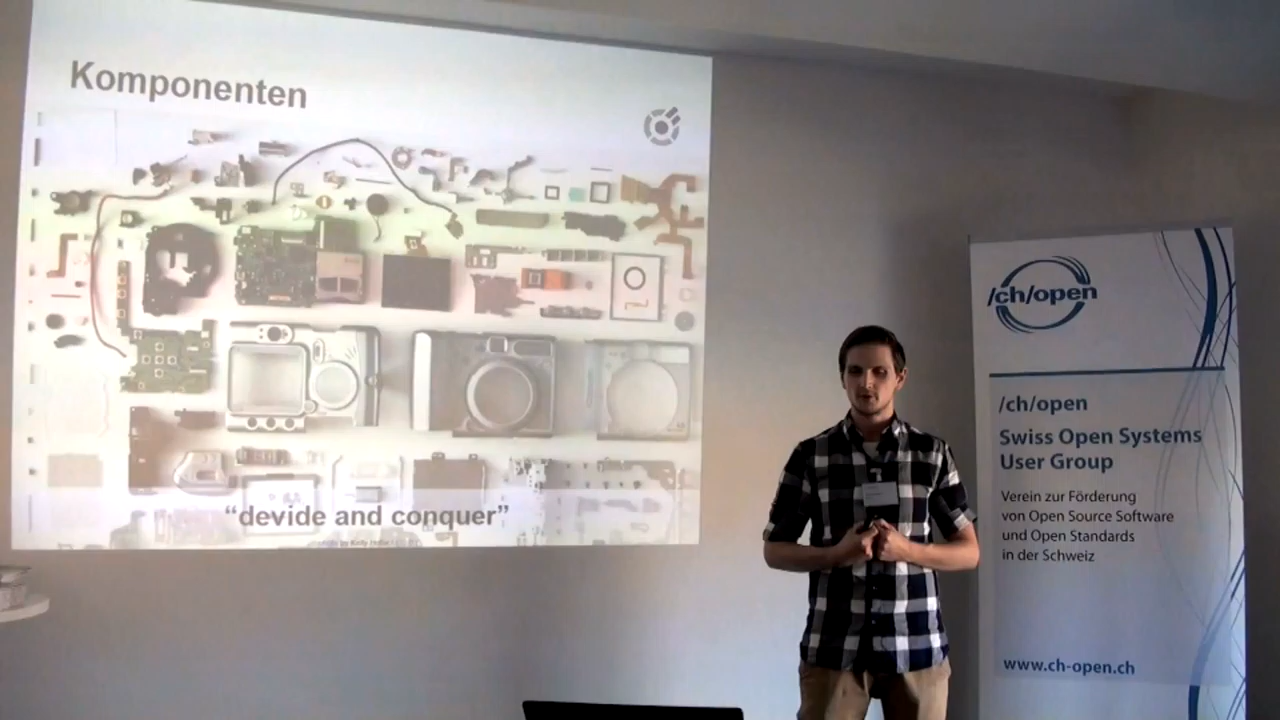 Komponenten
“devide and conquer”
/ch/open
/ch/open
Swiss Open Systems
User Group
Verein zur Förderung
von Open Source Software
und Open Standards
in der Schweiz
www.ch-open.ch